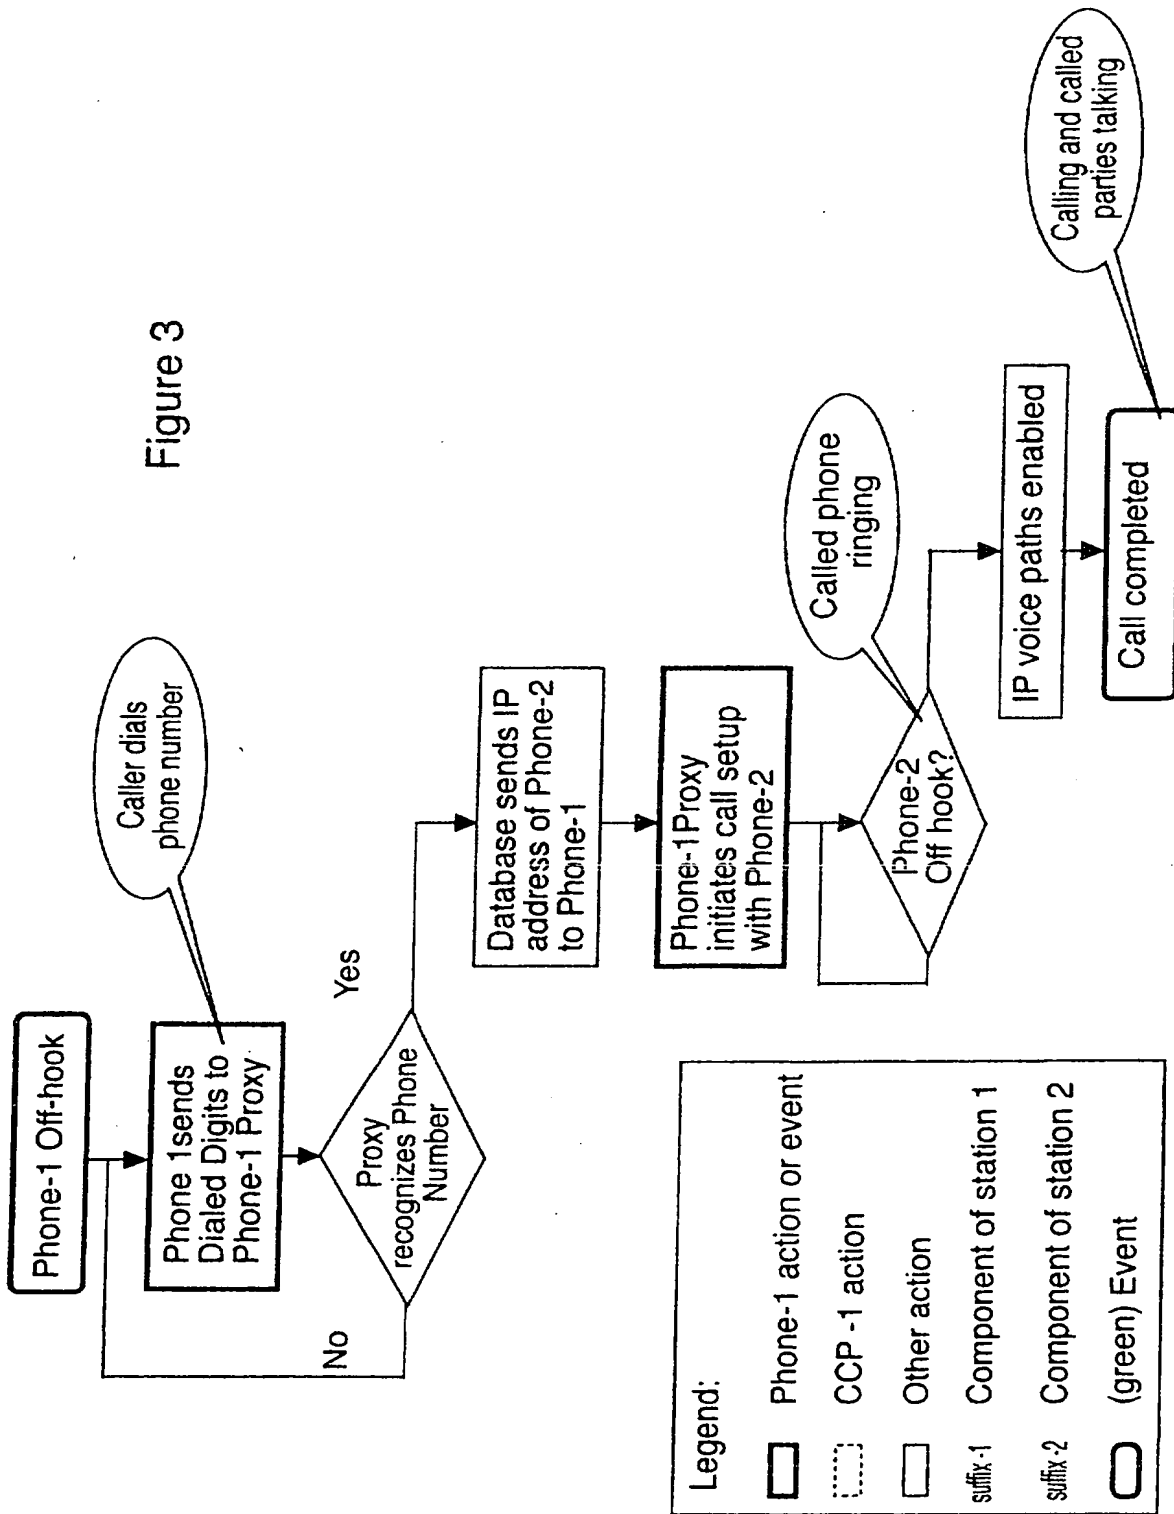 Figure 3
Phone-1 Off-hook
Caller dials
phone number
Phone 1sends
Dialed Digits to
Phone-1 Proxy
Proxy
recognizes Phone
Number
No
Yes
Database sends IP
address of Phone-2
to Phone-1
Phone-1Proxy
initiates call setup
with Phone-2
Called phone
ringing
Phone-2
Off hook?
IP voice paths enabled
Call completed
Calling and called
parties talking
Legend:
Phone-1 action or event
CCP -1 action
Other action
suffix-1 Component of station 1
suffix-2 Component of station 2
(green) Event